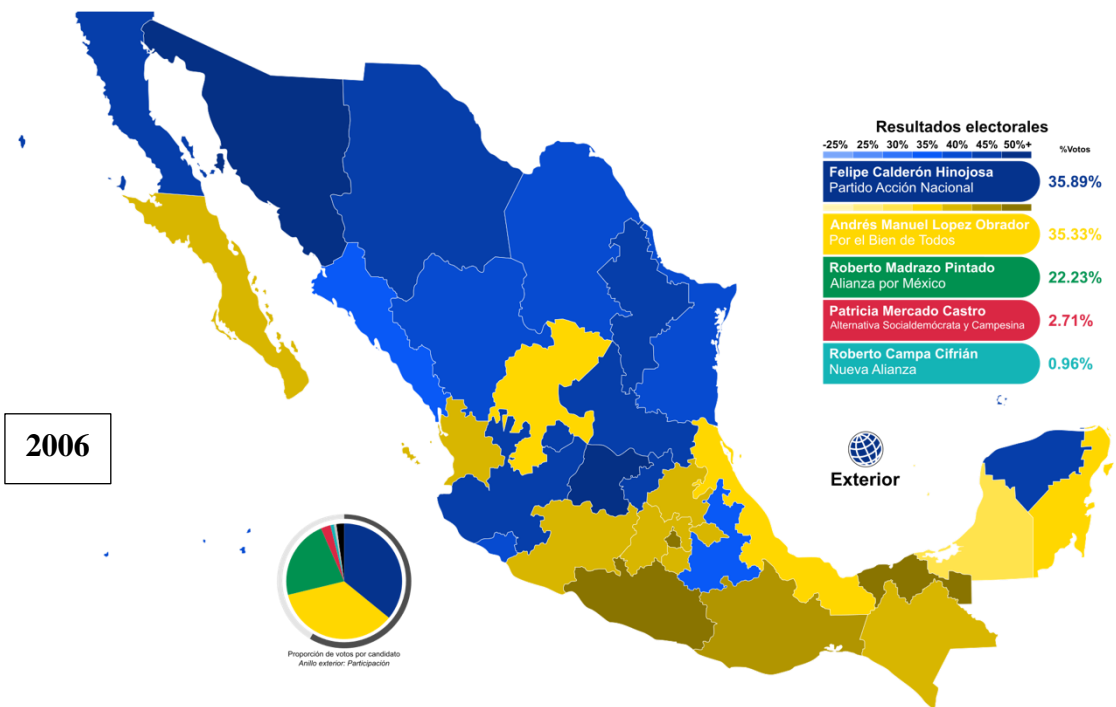 Resultados electorales
-25% 25% 30% 35% 40% 45% 50%+ %Votos
Felipe Calderón Hinojosa
Partido Acción Nacional
35.89%
Andrés Manuel Lopez Obrador
Por el Bien de Todos
35.33%
Roberto Madrazo Pintado
Alianza por México
22.23%
Patricia Mercado Castro
Alternativa Socialdemócrata y Campesina
2.71%
Roberto Campa Cifrián
Nueva Alianza
0.96%
2006
Exterior
Proporción de votos por candidato
Anillo exterior: Participación